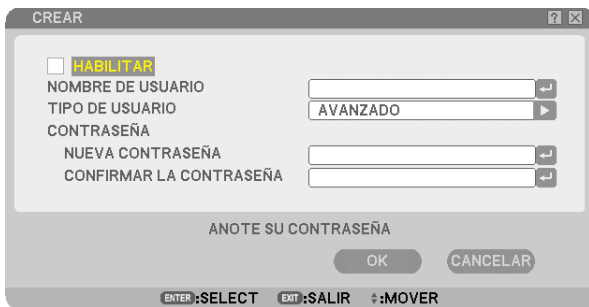 CREAR
HABILITAR
NOMBRE DE USUARIO
TIPO DE USUARIO AVANZADO
CONTRASEÑA
NUEVA CONTRASEÑA
CONFIRMAR LA CONTRASEÑA
ANOTE SU CONTRASEÑA
OK CANCELAR
ENTER :SELECT EXIT :SALIR :MOVER